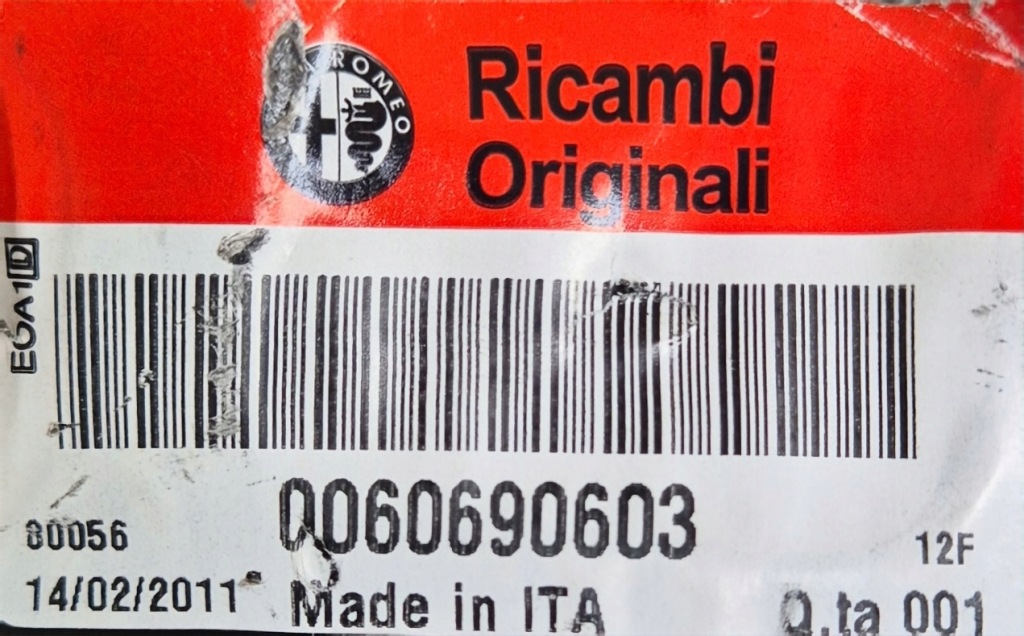 ROMEO
Ricambi
Originali
EGA1D
0060690603
80056
12F
14/02/2011
Made in ITA
Q.ta 001